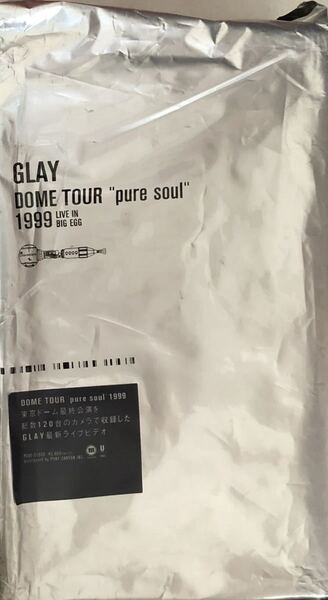 GLAY
DOME TOUR "pure soul"
1999 LIVE IN
BIG EGG
DOME TOUR pure soul 1999
東京ドーム最終公演を
総数120台のカメラで収録した
GLAY最新ライブビデオ